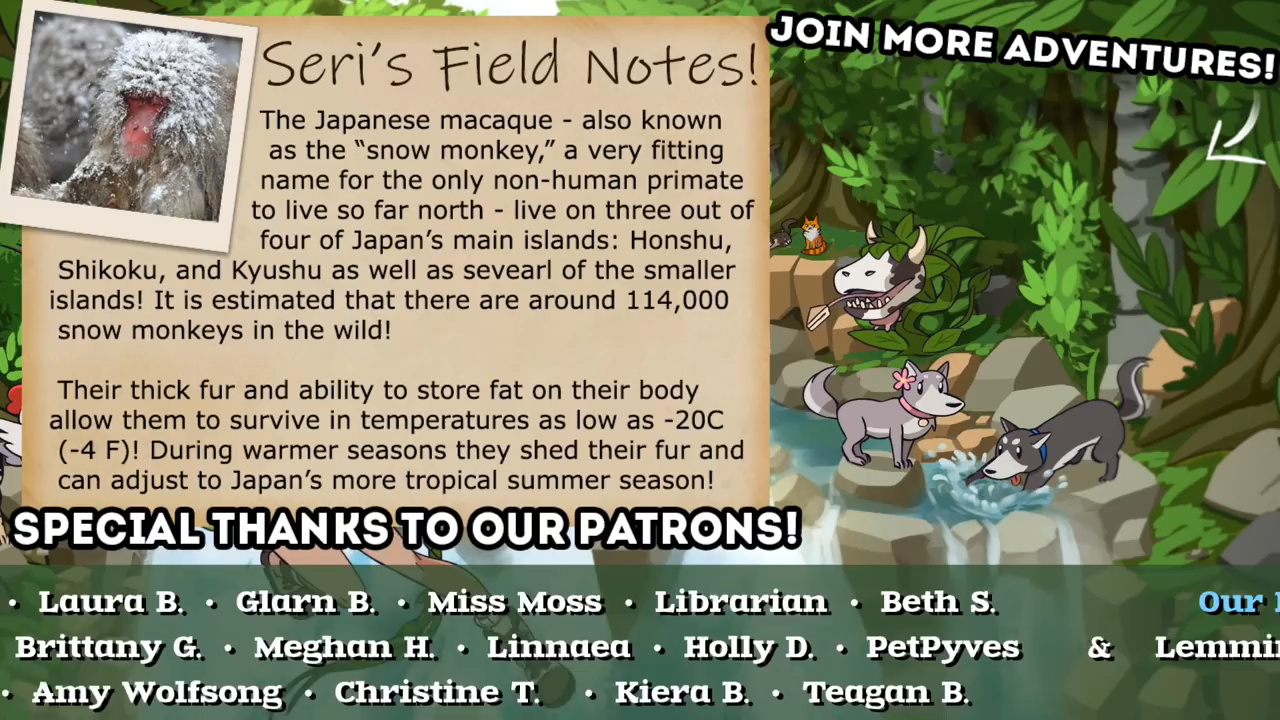 Seri's Field Notes!
JOIN MORE ADVENTURES!
The Japanese macaque - also known
as the “snow monkey,” a very fitting
name for the only non-human primate
to live so far north - live on three out of
four of Japan’s main islands: Honshu,
Shikoku, and Kyushu as well as sevearl of the smaller
islands! It is estimated that there are around 114,000
snow monkeys in the wild!
Their thick fur and ability to store fat on their body
allow them to survive in temperatures as low as -20C
(-4 F)! During warmer seasons they shed their fur and
can adjust to Japan’s more tropical summer season!
SPECIAL THANKS TO OUR PATRONS!
· Laura B. · Glarn B. · Miss Moss · Librarian · Beth S. Our
Brittany G. · Meghan H. · Linnaea · Holly D. · PetPyves & Lemmi
· Amy Wolfsong · Christine T. · Kiera B. · Teagan B.